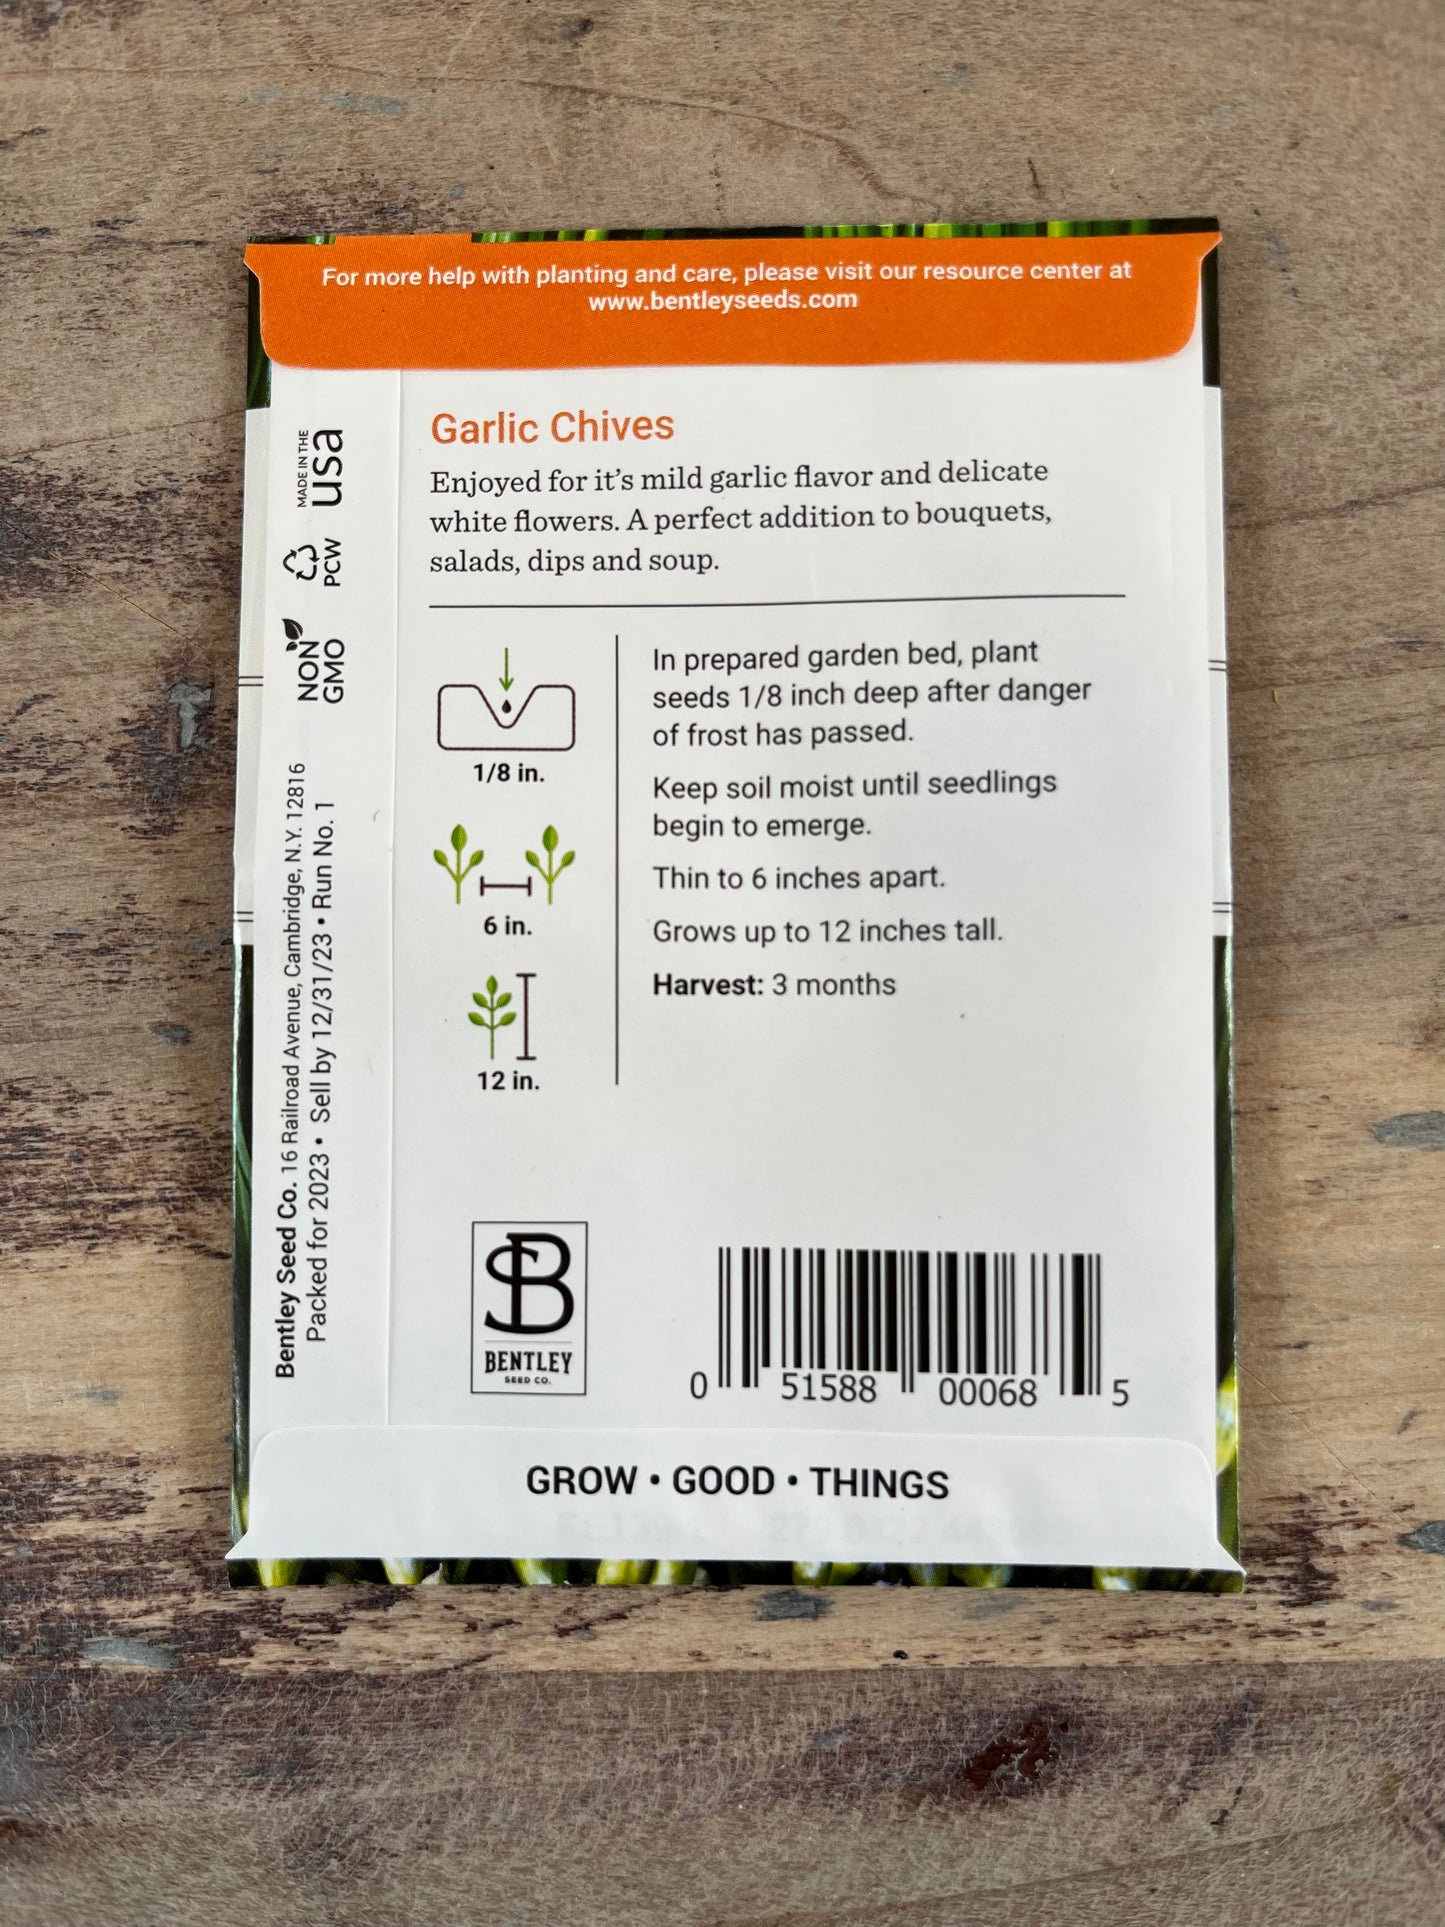 For more help with planting and care, please visit our resource center at
www.bentleyseeds.com
Garlic Chives
Enjoyed for it's mild garlic flavor and delicate
white flowers. A perfect addition to bouquets,
salads, dips and soup.
1/8 in.
6 in.
12 in.
In prepared garden bed, plant
seeds 1/8 inch deep after danger
of frost has passed.
Keep soil moist until seedlings
begin to emerge.
Thin to 6 inches apart.
Grows up to 12 inches tall.
Harvest: 3 months
MADE IN THE
usa
PCW
NON
GMO
Bentley Seed Co. 16 Railroad Avenue, Cambridge, N.Y. 12816
Packed for 2023 • Sell by 12/31/23 • Run No. 1
SB
BENTLEY
SEED CO.
0 51588 00068 5
GROW • GOOD • THINGS